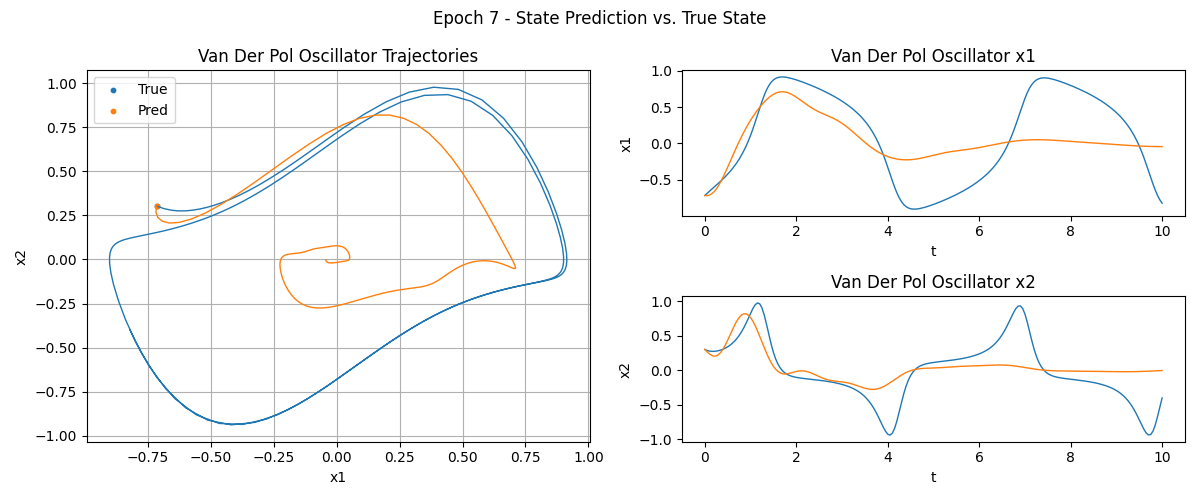 Epoch 7 - State Prediction vs. True State
Van Der Pol Oscillator Trajectories
True
Pred
1.00
0.75
0.50
0.25
0.00
−0.25
−0.50
−0.75
−1.00
x2
−0.75 −0.50 −0.25 0.00 0.25 0.50 0.75 1.00
x1
Van Der Pol Oscillator x1
1.0
0.5
0.0
−0.5
x1
0 2 4 6 8 10
t
Van Der Pol Oscillator x2
1.0
0.5
0.0
−0.5
−1.0
x2
0 2 4 6 8 10
t